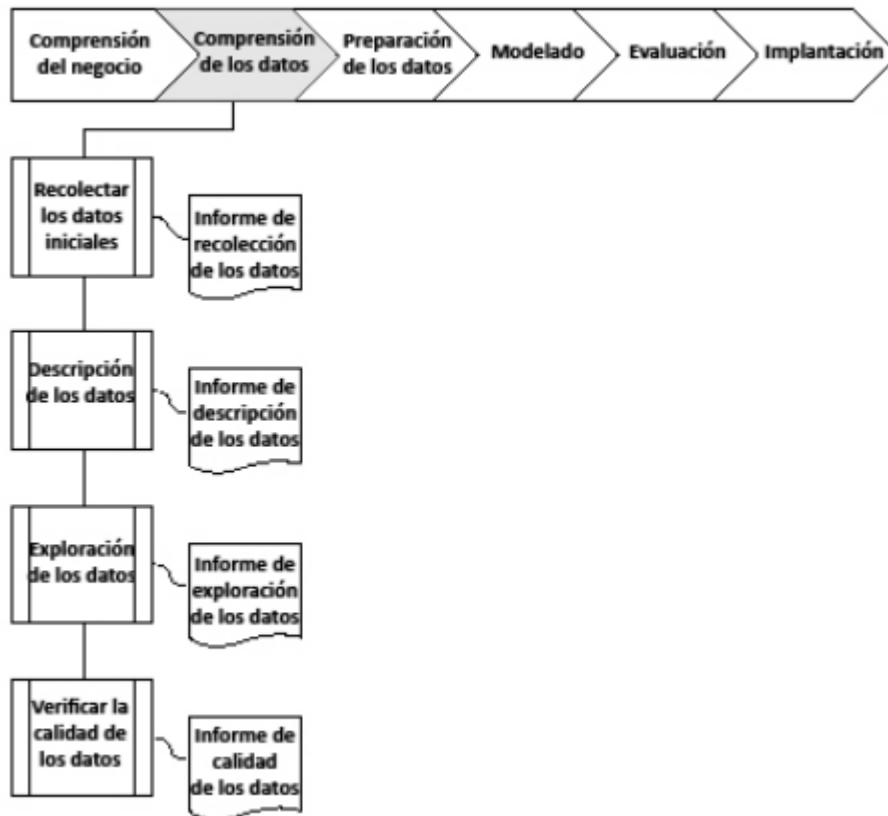 Comprensión
del negocio
Comprensión
de los datos
Preparación
de los datos
Modelado
Evaluación
Implantación
Recolectar
los datos
iniciales
Informe de
recolección
de los datos
Descripción
de los datos
Informe de
descripción
de los datos
Exploración
de los datos
Informe de
exploración
de los datos
Verificar la
calidad de
los datos
Informe de
calidad
de los datos